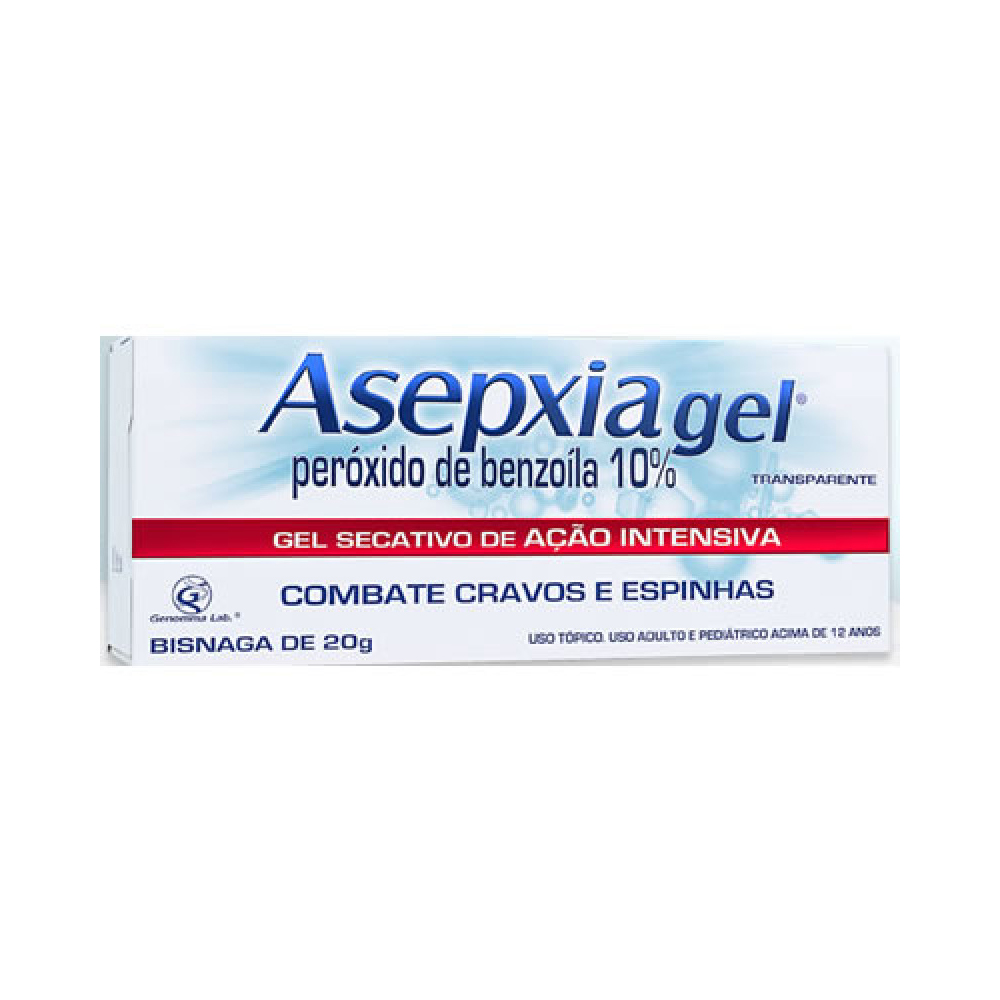 Asepxia gel®
peróxido de benzoíla 10%
TRANSPARENTE
GEL SECATIVO DE AÇÃO INTENSIVA
COMBATE CRAVOS E ESPINHAS
Genomma Lab.®
BISNAGA DE 20g
USO TÓPICO. USO ADULTO E PEDIÁTRICO ACIMA DE 12 ANOS